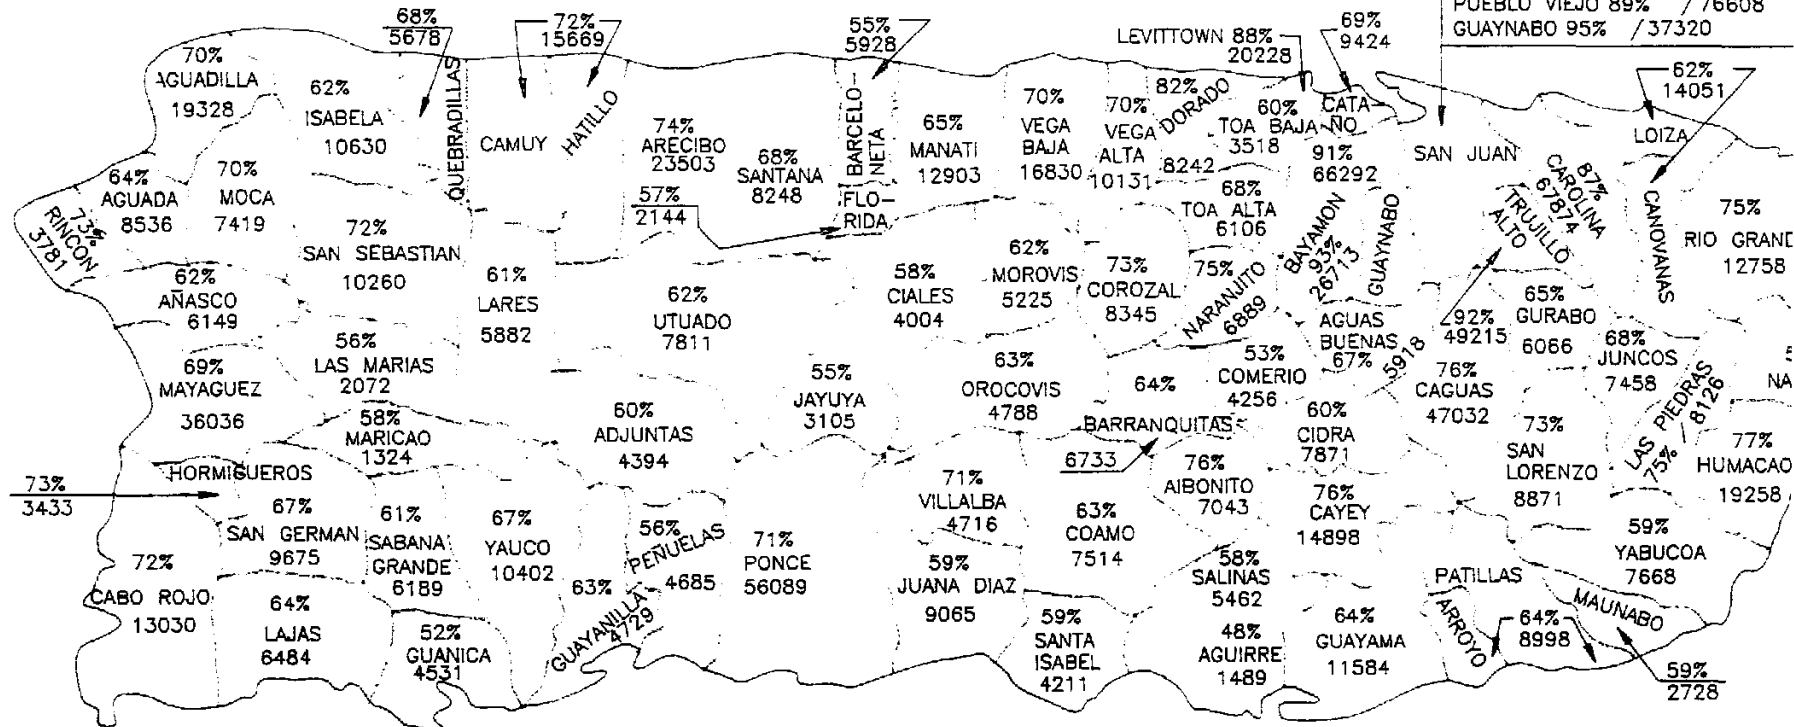 PUEBLO VIEJO 89% / 76608
GUAYNABO 95% / 37320
68%
5678
72%
15669
55%
5928
LEVITTOWN 88%
20228
69%
9424
62%
14051
70%
AGUADILLA
19328
62%
ISABELA
10630
QUEBRADILLAS
CAMUY
HATILLO
74%
ARECIBO
23503
68%
SANTANA
8248
57%
2144
BARCELO-
NETA
FLO-
RIDA
65%
MANATI
12903
70%
VEGA
BAJA
16830
70%
VEGA
ALTA
10131
82%
DORADO
8242
60%
TOA BAJA
3518
CATA-
ÑO
91%
66292
SAN JUAN
LOIZA
87%
CAROLINA
67874
TRUJILLO
ALTO
CANOVANAS
75%
RIO GRAND
12758
64%
AGUADA
8536
70%
MOCA
7419
73%
RINCON
3781
72%
SAN SEBASTIAN
10260
68%
TOA ALTA
6106
BAYAMON
93%
26713
GUAYNABO
62%
AÑASCO
6149
61%
LARES
5882
62%
UTUADO
7811
58%
CIALES
4004
62%
MOROVIS
5225
73%
COROZAL
8345
75%
NARANJITO
6889
AGUAS
BUENAS
67%
5918
92%
49215
65%
GURABO
6066
68%
JUNCOS
7458
69%
MAYAGUEZ
36036
56%
LAS MARIAS
2072
58%
MARICAO
1324
60%
ADJUNTAS
4394
55%
JAYUYA
3105
63%
OROCOVIS
4788
64%
BARRANQUITAS
6733
53%
COMERIO
4256
60%
CIDRA
7871
76%
CAGUAS
47032
73%
SAN
LORENZO
8871
LAS PIEDRAS
75% / 8126
5
NA
77%
HUMACAO
19258
HORMIGUEROS
73%
3433
67%
SAN GERMAN
9675
61%
SABANA
GRANDE
6189
67%
YAUCO
10402
63%
GUAYANILLA
4729
56%
PEÑUELAS
4685
71%
PONCE
56089
71%
VILLALBA
4716
59%
JUANA DIAZ
9065
63%
COAMO
7514
76%
AIBONITO
7043
76%
CAYEY
14898
59%
YABUCOA
7668
72%
CABO ROJO
13030
64%
LAJAS
6484
52%
GUANICA
4531
59%
SANTA
ISABEL
4211
58%
SALINAS
5462
48%
AGUIRRE
1489
64%
GUAYAMA
11584
PATILLAS
ARROYO
64%
8998
MAUNABO
59%
2728